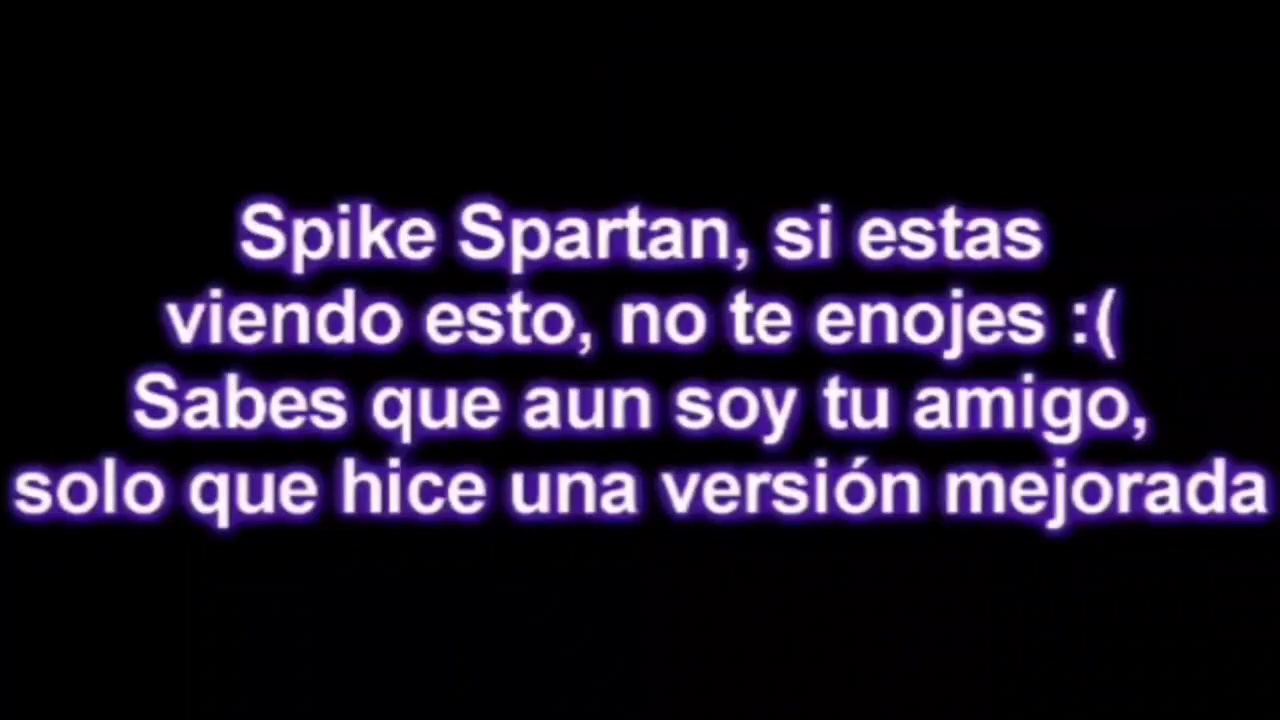 Spike Spartan, si estas
viendo esto, no te enojes :(
Sabes que aun soy tu amigo,
solo que hice una versión mejorada